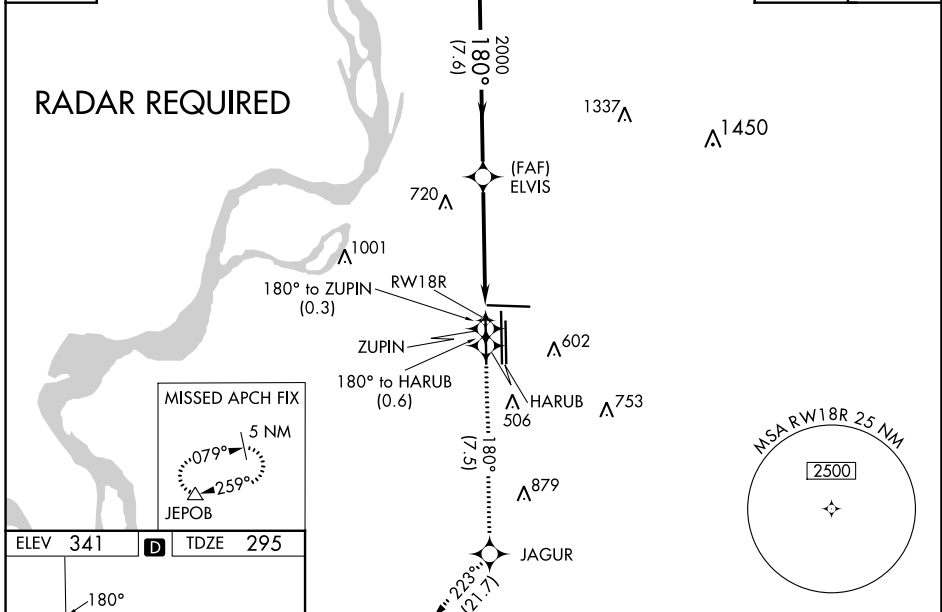 2000
180°
(7.6)
RADAR REQUIRED
1337
1450
(FAF)
ELVIS
720
1001
180° to ZUPIN
(0.3)
RW18R
ZUPIN
602
180° to HARUB
(0.6)
HARUB
506
753
MISSED APCH FIX
5 NM
079°
259°
JEPOB
180°
(7.5)
879
MSA RW18R 25 NM
2500
ELEV 341
D
TDZE 295
JAGUR
223°
(21.7)
180°